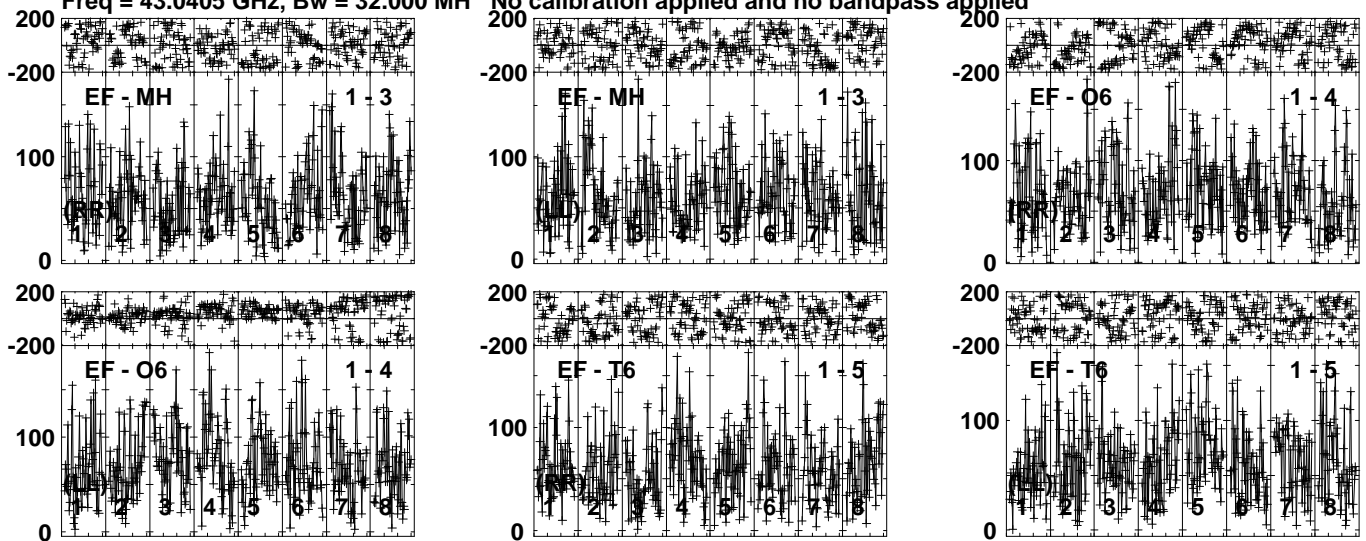 Freq = 43.0405 GHz, Bw = 32.000 MH No calibration applied and no bandpass applied
200
-200
EF - MH 1 - 3
100
(RR)
1 2 3 4 5 6 7 8
0
200
-200
EF - MH 1 - 3
100
(LL)
1 2 3 4 5 6 7 8
0
200
-200
EF - O6 1 - 4
100
(RR)
1 2 3 4 5 6 7 8
0
200
-200
EF - O6 1 - 4
100
(LL)
1 2 3 4 5 6 7 8
0
200
-200
EF - T6 1 - 5
100
(RR)
1 2 3 4 5 6 7 8
0
200
-200
EF - T6 1 - 5
100
(LL)
1 2 3 4 5 6 7 8
0